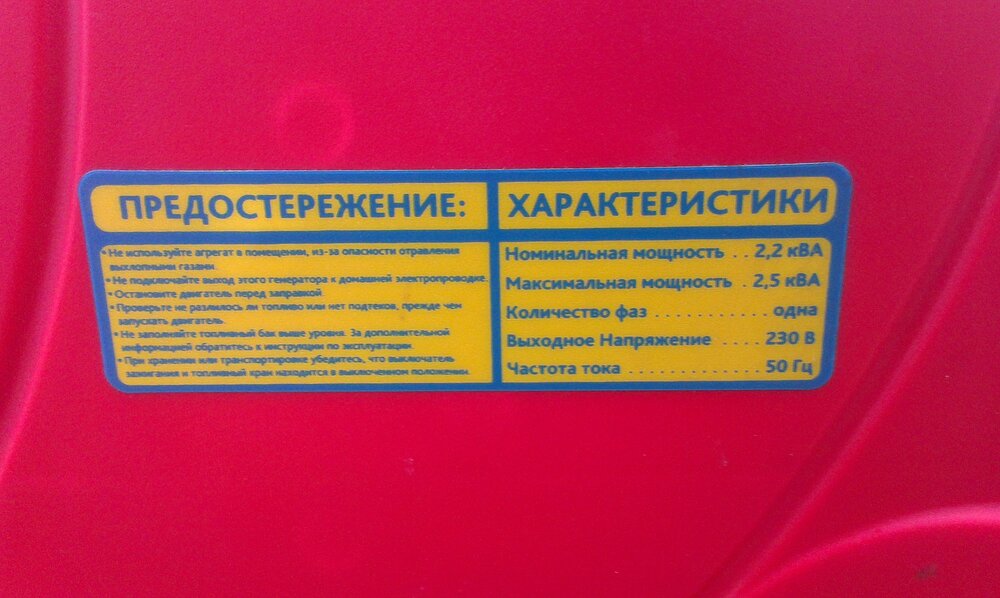 ПРЕДОСТЕРЕЖЕНИЕ:
• Не используйте агрегат в помещении, из-за опасности отравления
выхлопными газами.
• Не подключайте выход этого генератора к домашней электропроводке.
• Остановите двигатель перед заправкой.
• Проверьте не разлилось ли топливо или нет подтеков, прежде чем
запускать двигатель.
• Не заполняйте топливный бак выше уровня. За дополнительной
информацией обратитесь к инструкции по эксплуатации.
• При хранении или транспортировке убедитесь, что выключатель
зажигания и топливный кран находится в выключенном положении.
ХАРАКТЕРИСТИКИ
Номинальная мощность . . 2,2 кВА
Максимальная мощность . 2,5 кВА
Количество фаз . . . . . . . . . . . одна
Выходное Напряжение . . . . 230 В
Частота тока . . . . . . . . . . . . 50 Гц